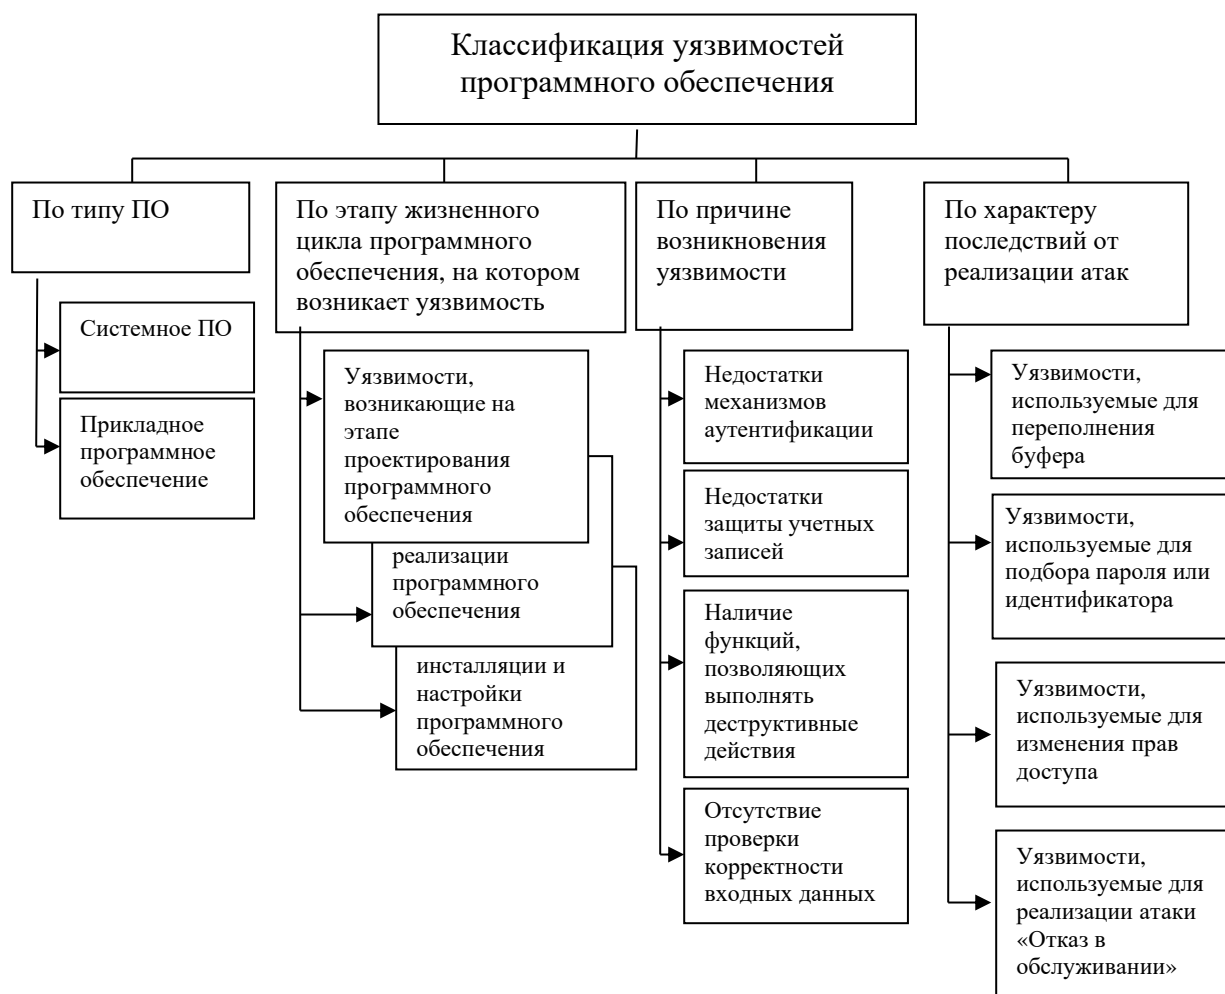 Классификация уязвимостей
программного обеспечения
По типу ПО
Системное ПО
Прикладное
программное
обеспечение
По этапу жизненного
цикла программного
обеспечения, на котором
возникает уязвимость
Уязвимости,
возникающие на
этапе
проектирования
программного
обеспечения
реализации
программного
обеспечения
инсталляции и
настройки
программного
обеспечения
По причине
возникновения
уязвимости
Недостатки
механизмов
аутентификации
Недостатки
защиты учетных
записей
Наличие
функций,
позволяющих
выполнять
деструктивные
действия
Отсутствие
проверки
корректности
входных данных
По характеру
последствий от
реализации атак
Уязвимости,
используемые для
переполнения
буфера
Уязвимости,
используемые для
подбора пароля или
идентификатора
Уязвимости,
используемые для
изменения прав
доступа
Уязвимости,
используемые для
реализации атаки
«Отказ в
обслуживании»